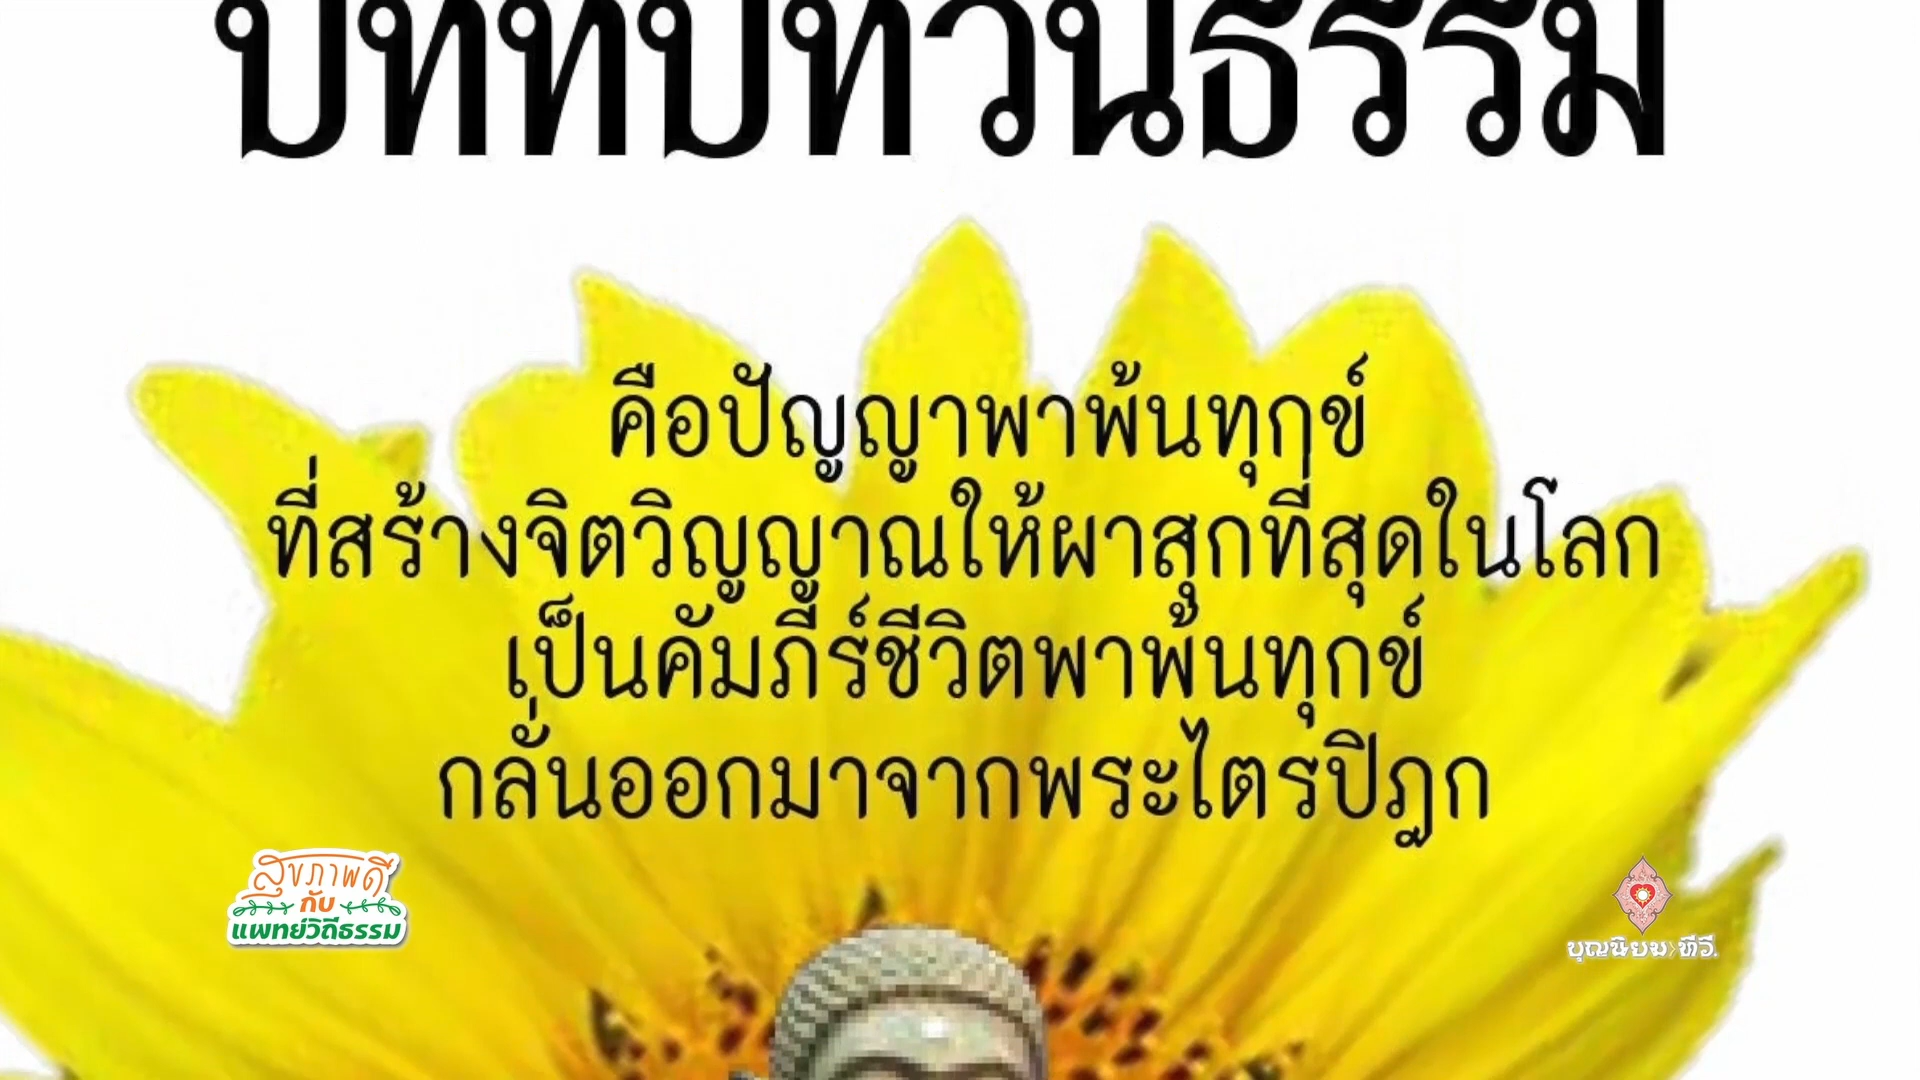 บททบทวนธรรม
คือปัญญาพาพ้นทุกข์
ที่สร้างจิตวิญญาณให้ผาสุกที่สุดในโลก
เป็นคัมภีร์ชีวิตพาพ้นทุกข์
กลั่นออกมาจากพระไตรปิฎก
สุขภาพดี
กับ
แพทย์วิถีธรรม
บุญนิยมทีวี.